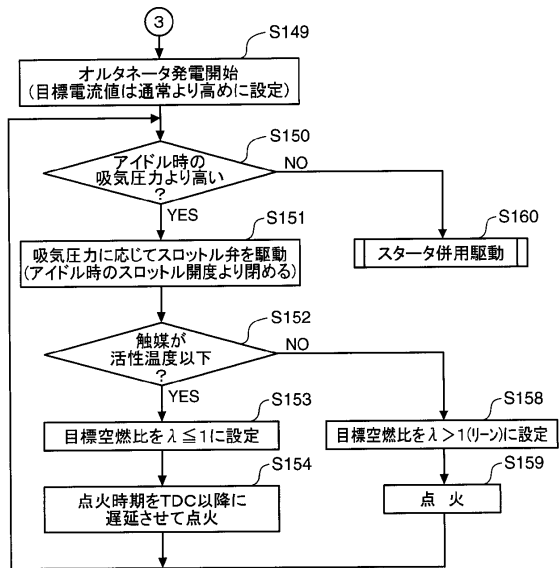 3
S149
オルタネータ発電開始
(目標電流値は通常より高めに設定)
S150
アイドル時の
吸気圧力より高い
?
NO
YES
S151
吸気圧力に応じてスロットル弁を駆動
(アイドル時のスロットル開度より閉める)
S160
スタータ併用駆動
S152
触媒が
活性温度以下
?
NO
YES
S153
目標空燃比をλ≦1に設定
S158
目標空燃比をλ>1(リーン)に設定
S154
点火時期をTDC以降に
遅延させて点火
S159
点 火